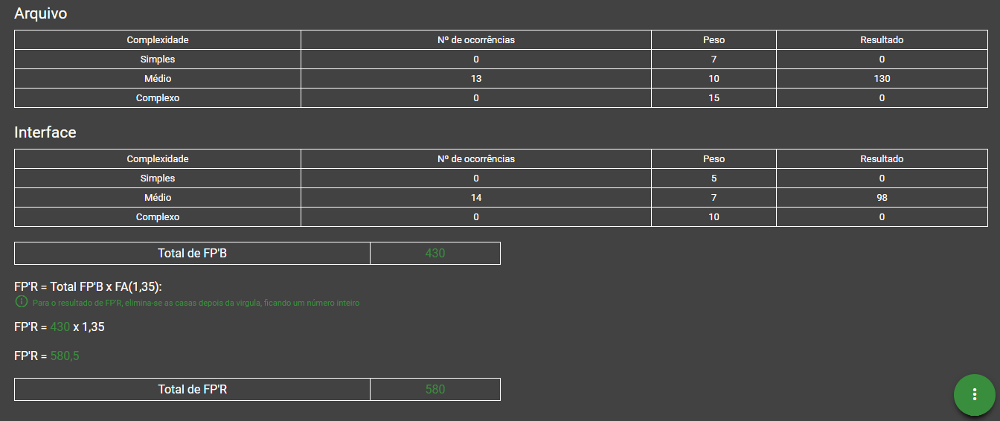 Arquivo
Complexidade Nº de ocorrências Peso Resultado
Simples 0 7 0
Médio 13 10 130
Complexo 0 15 0
Interface
Complexidade Nº de ocorrências Peso Resultado
Simples 0 5 0
Médio 14 7 98
Complexo 0 10 0
Total de FP'B 430
FP'R = Total FP'B x FA(1,35):
Para o resultado de FP'R, elimina-se as casas depois da virgula, ficando um número inteiro
FP'R = 430 x 1,35
FP'R = 580,5
Total de FP'R 580